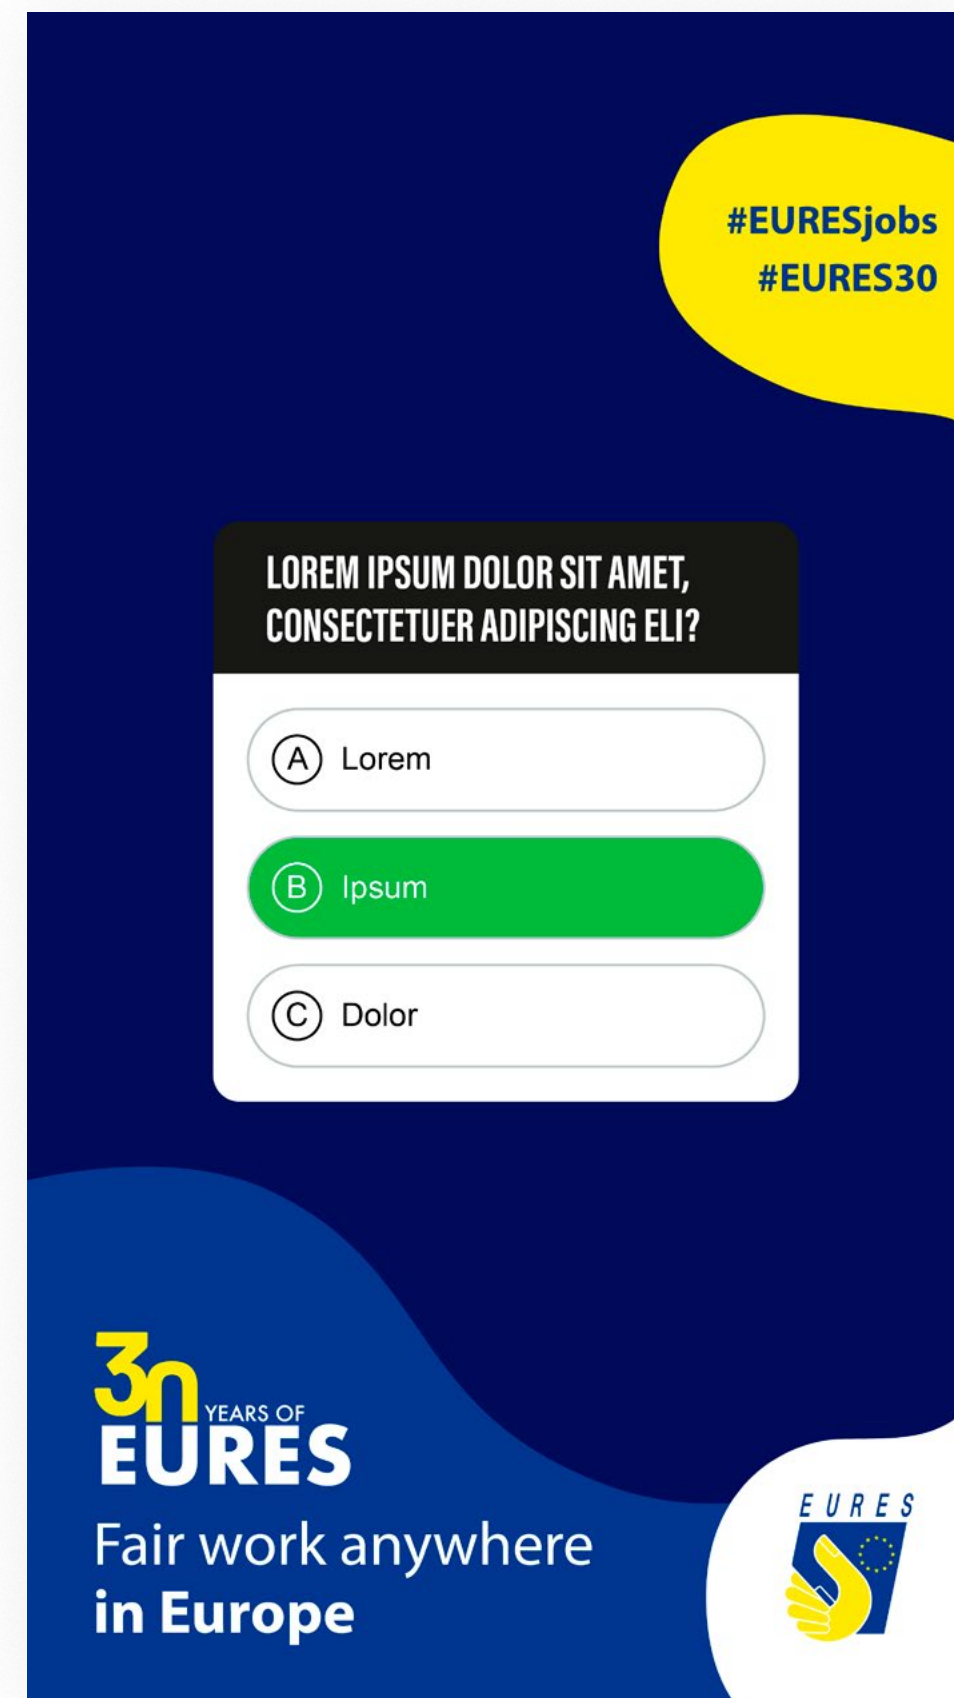 #EURESjobs
#EURES30
LOREM IPSUM DOLOR SIT AMET,
CONSECTETUER ADIPISCING ELI?
A Lorem
B Ipsum
C Dolor
30
YEARS OF
EURES
Fair work anywhere
in Europe
EURES